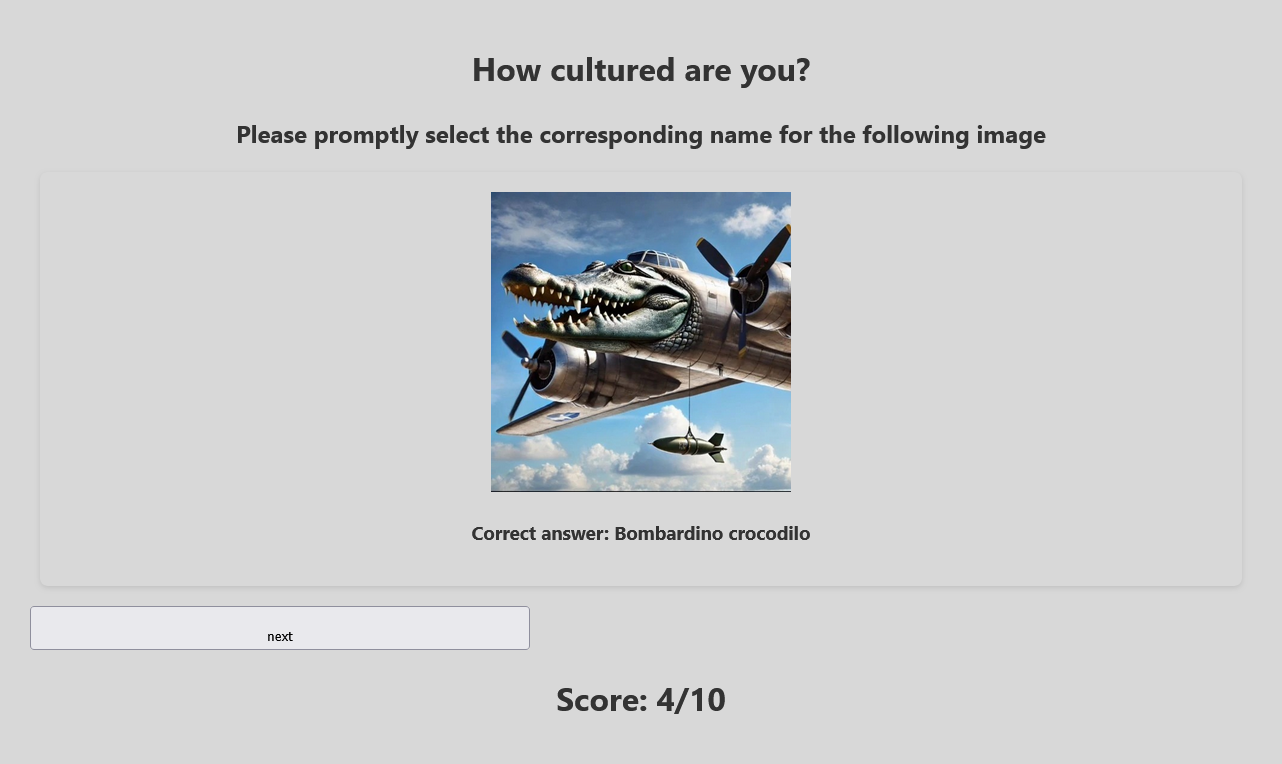 How cultured are you?
Please promptly select the corresponding name for the following image
Correct answer: Bombardino crocodilo
next
Score: 4/10